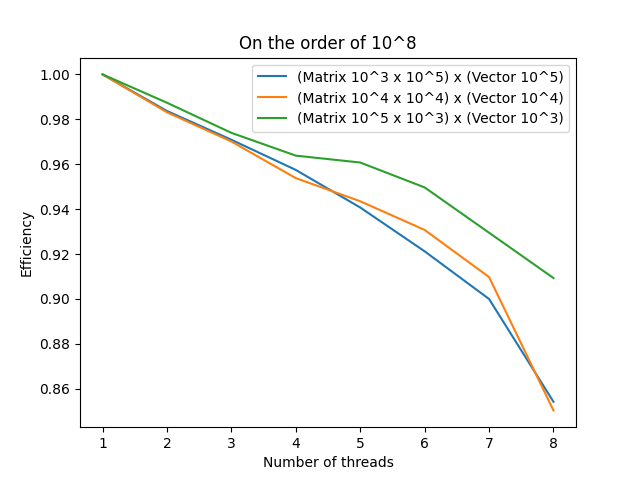 On the order of 10^8
(Matrix 10^3 x 10^5) x (Vector 10^5)
(Matrix 10^4 x 10^4) x (Vector 10^4)
(Matrix 10^5 x 10^3) x (Vector 10^3)
Efficiency
1.00
0.98
0.96
0.94
0.92
0.90
0.88
0.86
1 2 3 4 5 6 7 8
Number of threads